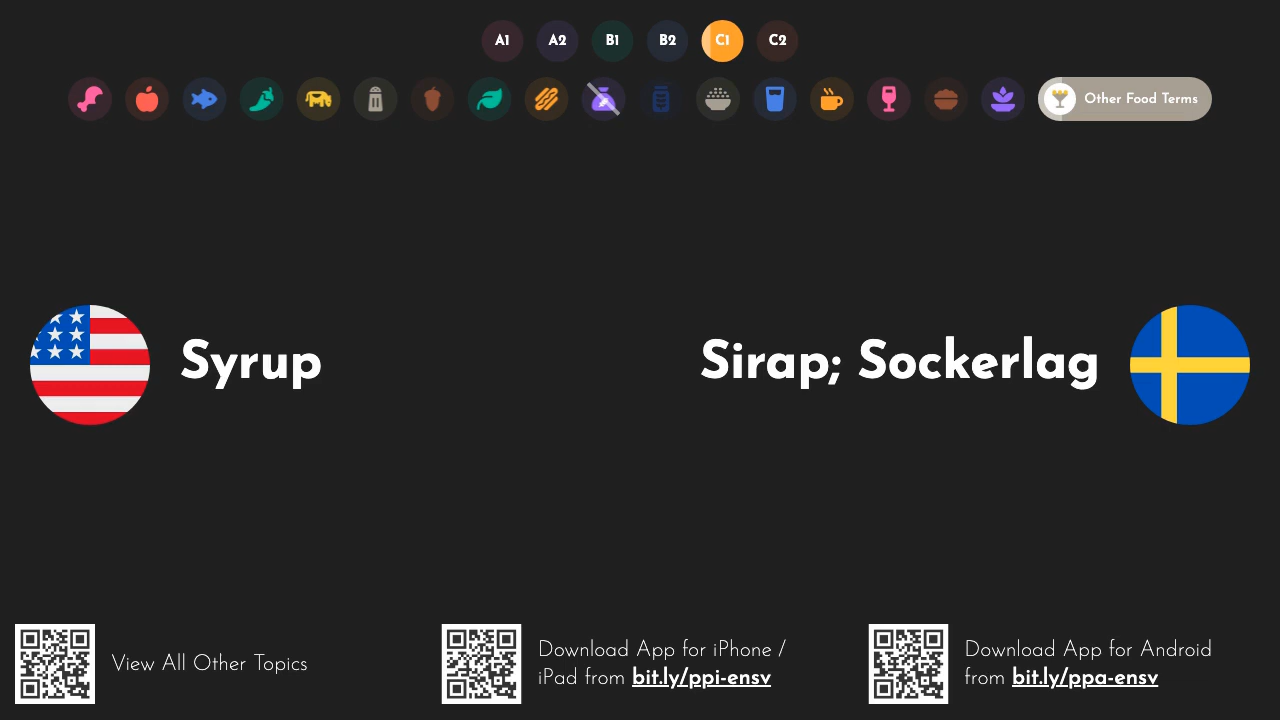 A1 A2 B1 B2 C1 C2
Other Food Terms
Syrup
Sirap; Sockerlag
View All Other Topics
Download App for iPhone /
iPad from bit.ly/ppi-ensv
Download App for Android
from bit.ly/ppa-ensv